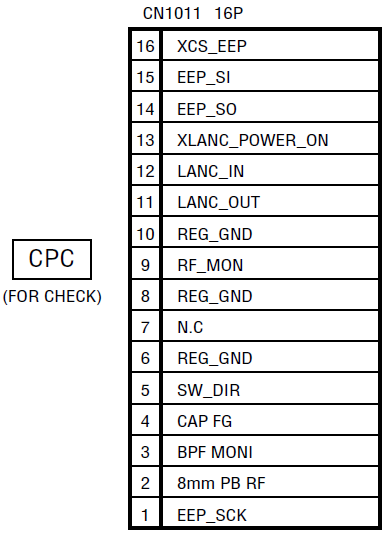 CN1011 16P
16 XCS_EEP
15 EEP_SI
14 EEP_SO
13 XLANC_POWER_ON
12 LANC_IN
11 LANC_OUT
10 REG_GND
9 RF_MON
8 REG_GND
7 N.C
6 REG_GND
5 SW_DIR
4 CAP FG
3 BPF MONI
2 8mm PB RF
1 EEP_SCK
CPC
(FOR CHECK)